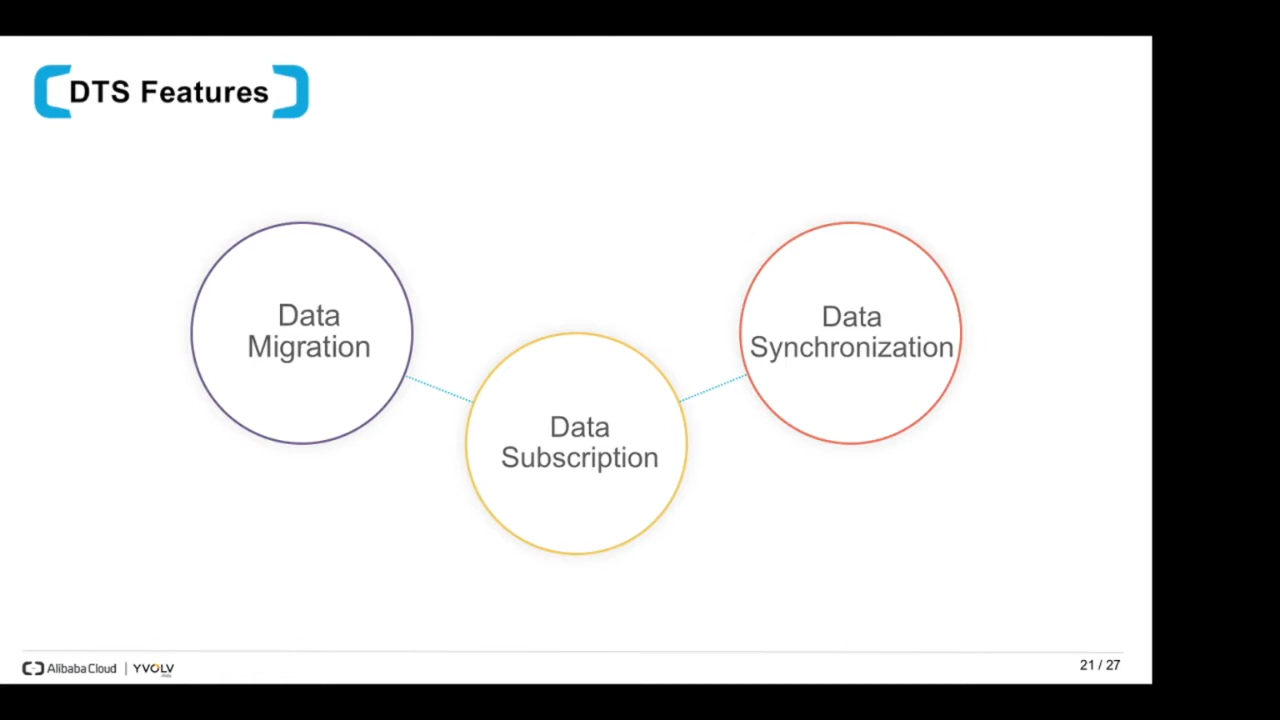 DTS Features
Data
Migration
Data
Subscription
Data
Synchronization
Alibaba Cloud | YVOLV
21 / 27